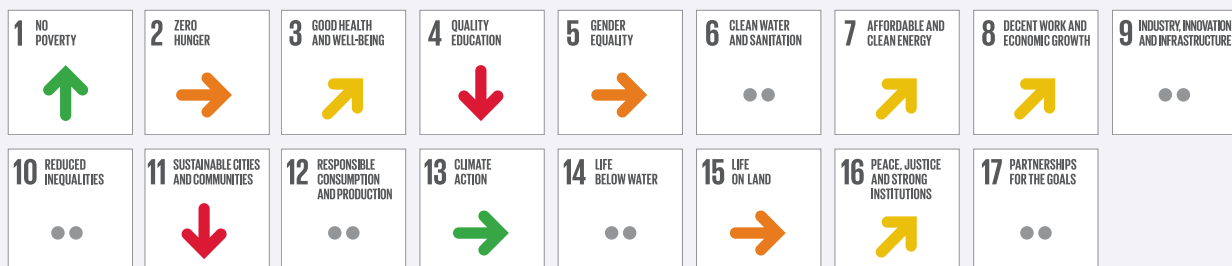 1 NO
POVERTY
2 ZERO
HUNGER
3 GOOD HEALTH
AND WELL-BEING
4 QUALITY
EDUCATION
5 GENDER
EQUALITY
6 CLEAN WATER
AND SANITATION
7 AFFORDABLE AND
CLEAN ENERGY
8 DECENT WORK AND
ECONOMIC GROWTH
9 INDUSTRY, INNOVATION
AND INFRASTRUCTURE
10 REDUCED
INEQUALITIES
11 SUSTAINABLE CITIES
AND COMMUNITIES
12 RESPONSIBLE
CONSUMPTION
AND PRODUCTION
13 CLIMATE
ACTION
14 LIFE
BELOW WATER
15 LIFE
ON LAND
16 PEACE, JUSTICE
AND STRONG
INSTITUTIONS
17 PARTNERSHIPS
FOR THE GOALS